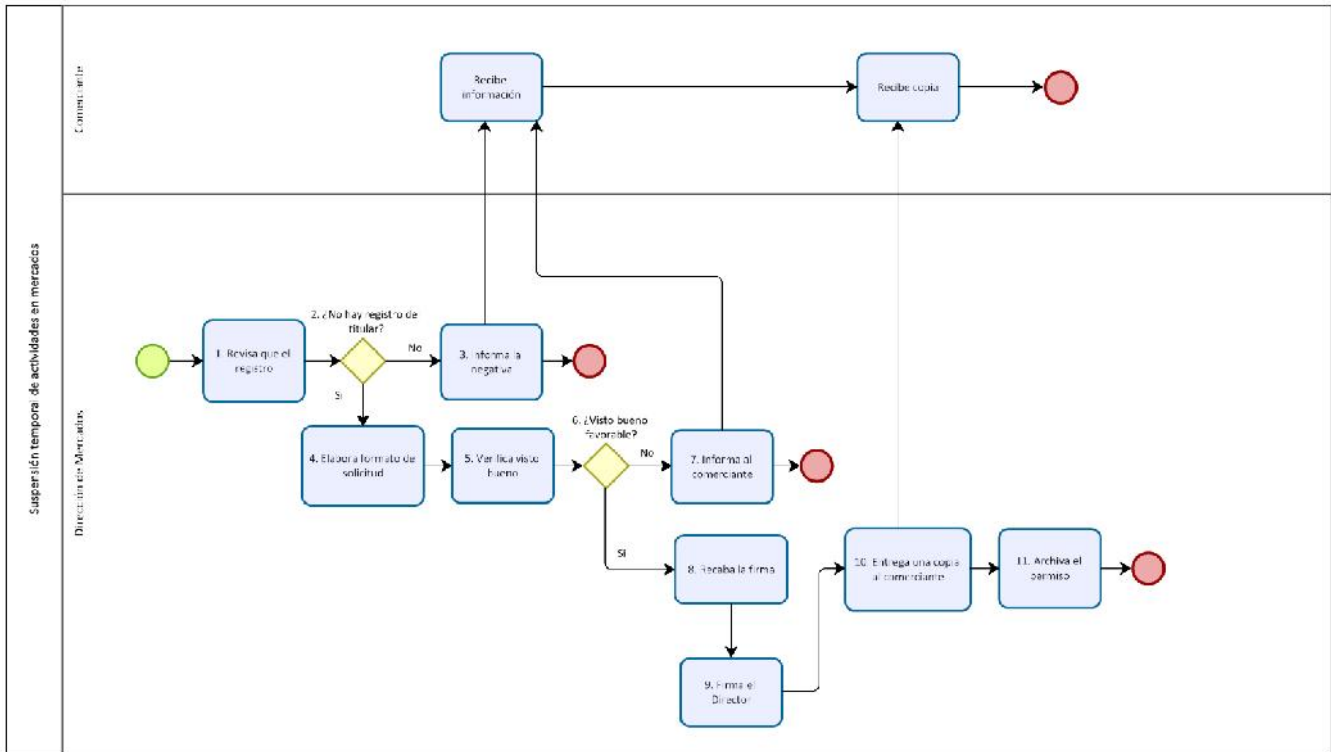 Suspensión temporal de actividades en mercados
Comerciante
Recibe
información
Recibe copia
Dirección de Mercados
2. ¿No hay registro de
titular?
1. Revisa que el
registro
No
3. Informa la
negativa
Si
6. ¿Visto bueno
favorable?
4. Elabora formato de
solicitud
5. Verifica visto
bueno
No
7. Informa al
comerciante
Si
8. Recaba la firma
10. Entrega una copia
al comerciante
11. Archiva el
permiso
9. Firma el
Director